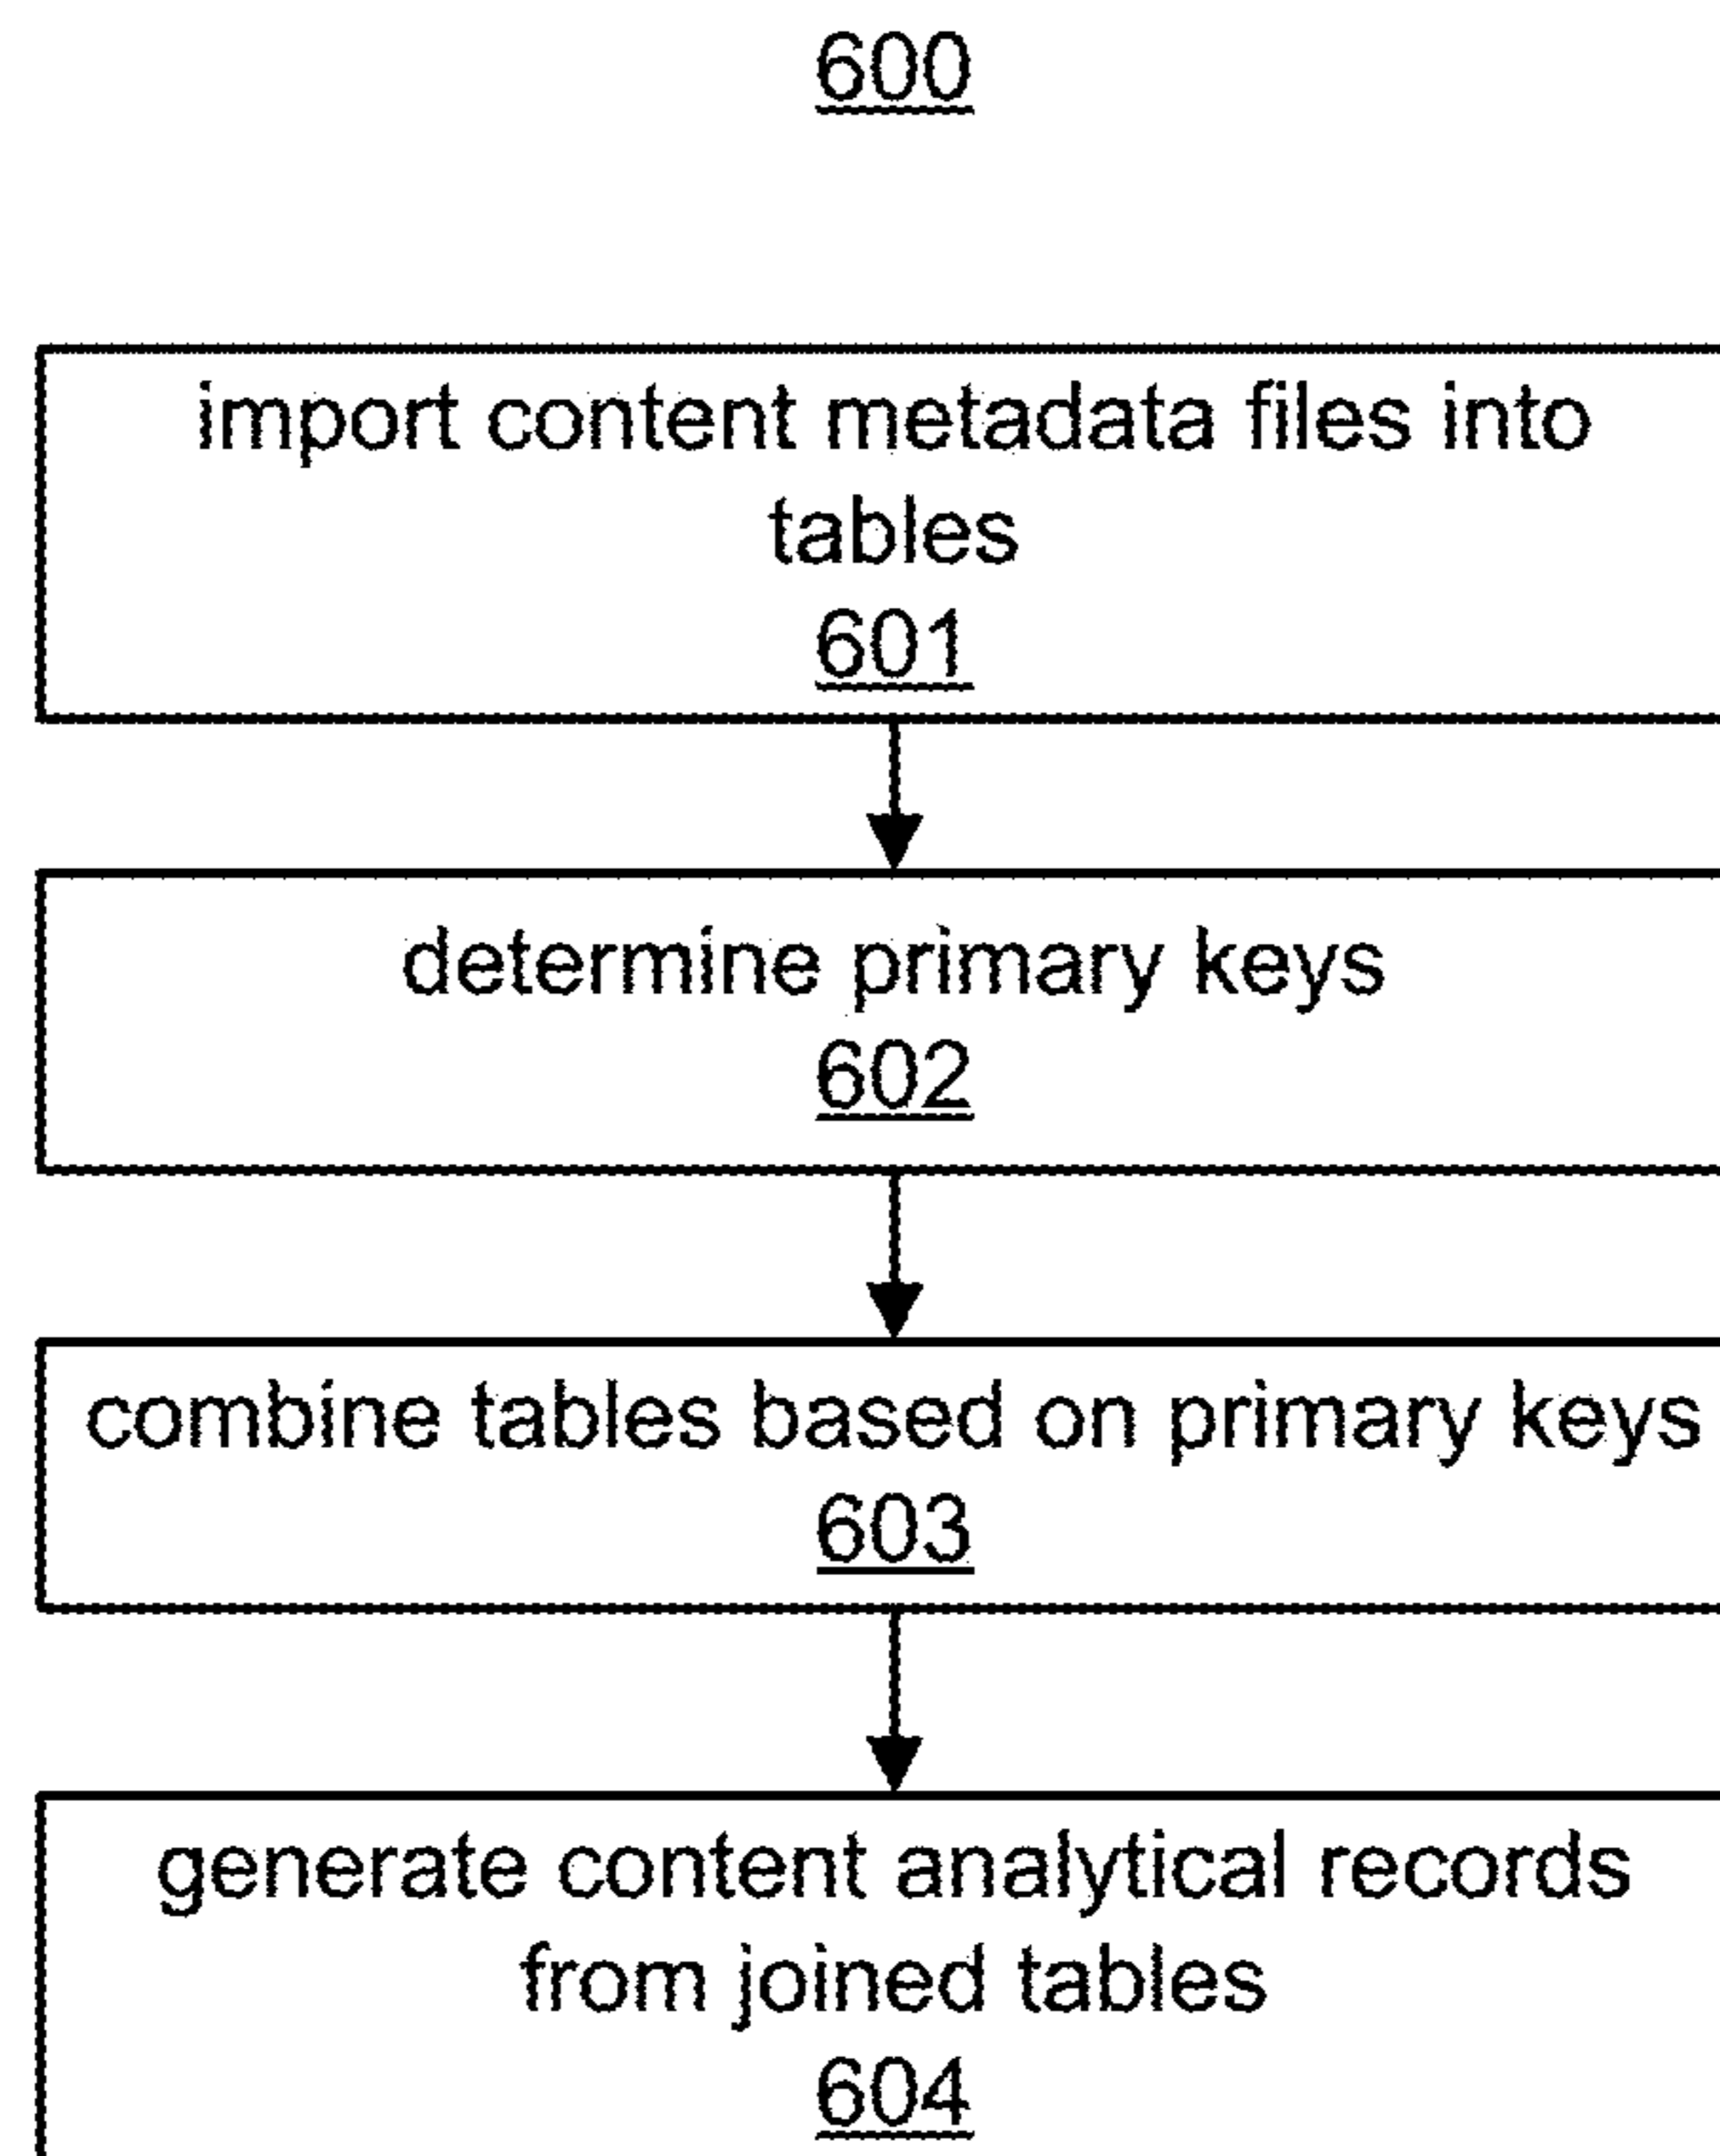 600
import content metadata files into
tables
601
determine primary keys
602
combine tables based on primary keys
603
generate content analytical records
from joined tables
604